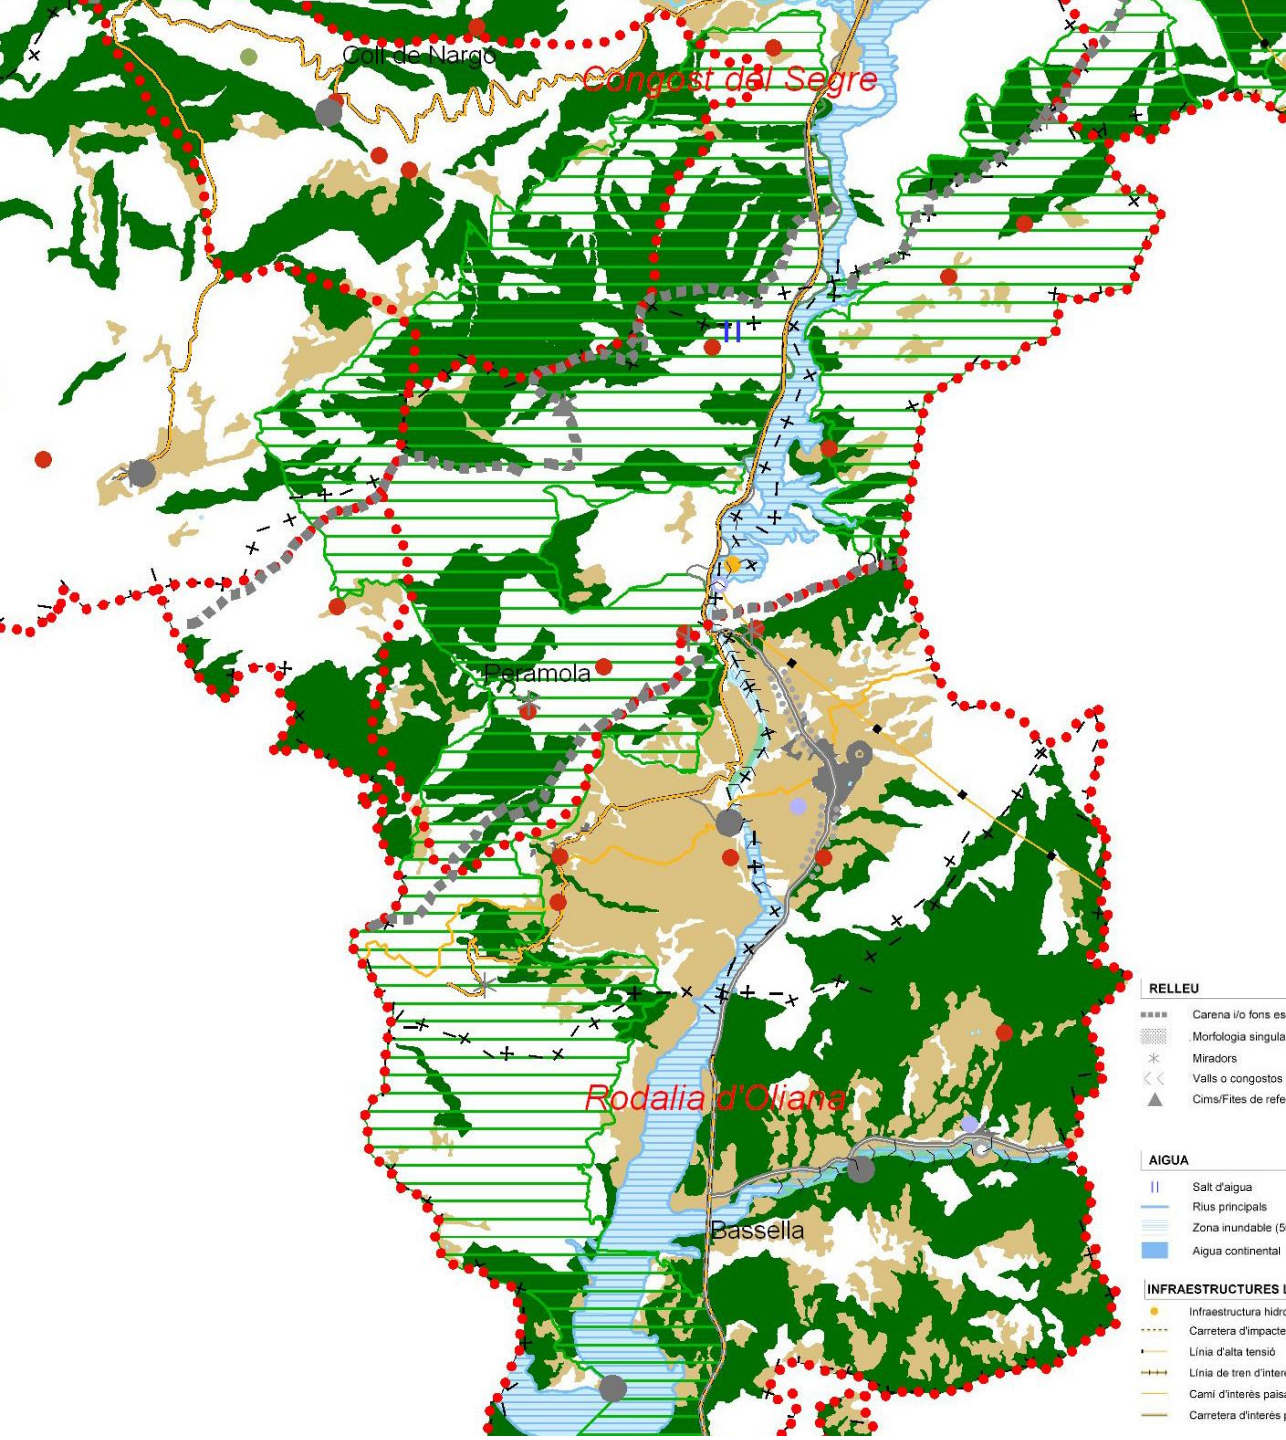 Coll de Nargó
Congost del Segre
Peramola
Rodalia d'Oliana
Bassella
RELLEU
Carena i/o fons es
Morfologia singula
Miradors
Valls o congostos
Cims/Fites de refe
AIGUA
Salt d'aigua
Rius principals
Zona inundable (5
Aigua continental
INFRAESTRUCTURES L
Infraestructura hidro
Carretera d'impacte
Línia d'alta tensió
Línia de tren d'inter
Camí d'interès paisa
Carretera d'interès p